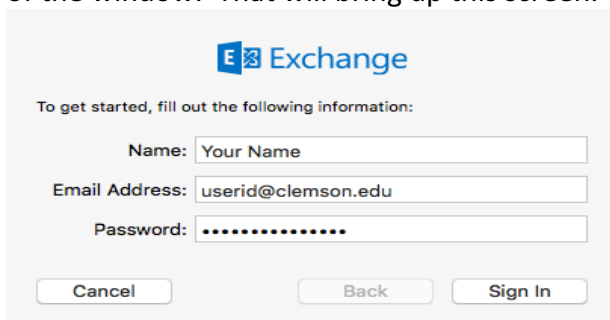 of the window. That will bring up this screen.
E Exchange
To get started, fill out the following information:
Name: Your Name
Email Address: userid@clemson.edu
Password: •••••••••••••••
Cancel Back Sign In